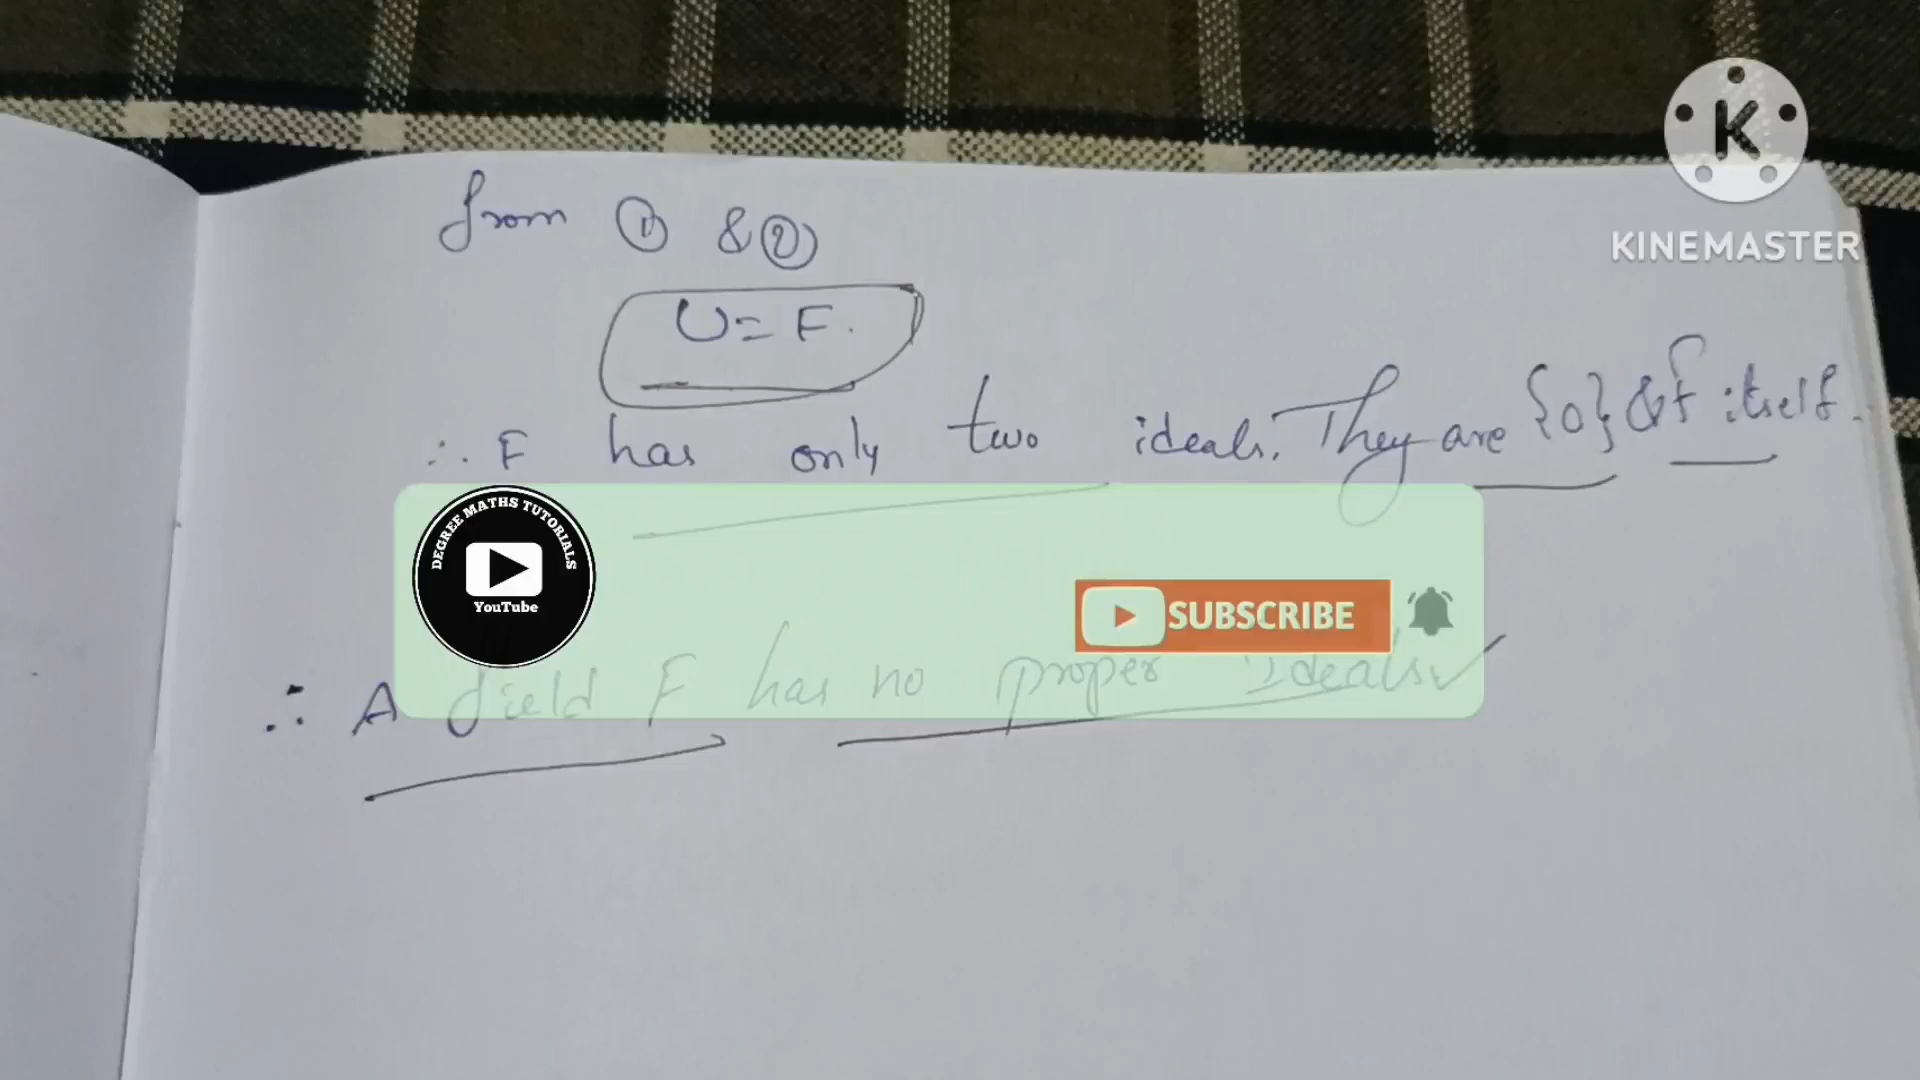 KINEMASTER
from ① & ②
U = F.
∴ F has only two ideals. They are {0} & F itself.
DEGREE MATHS TUTORIALS
YouTube
SUBSCRIBE
∴ A field F has no proper ideals